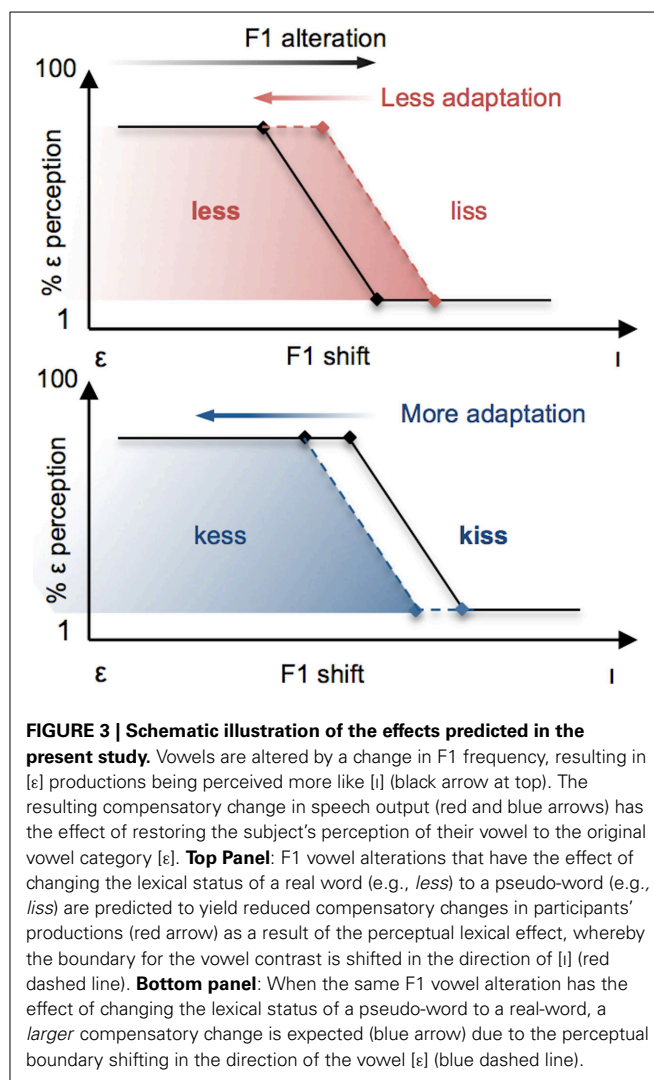 F1 alteration
100
Less adaptation
less
liss
% ε perception
1
ε
F1 shift
ı
100
More adaptation
kess
kiss
% ε perception
1
ε
F1 shift
ı
FIGURE 3 | Schematic illustration of the effects predicted in the
present study. Vowels are altered by a change in F1 frequency, resulting in
[ε] productions being perceived more like [ı] (black arrow at top). The
resulting compensatory change in speech output (red and blue arrows) has
the effect of restoring the subject's perception of their vowel to the original
vowel category [ε]. Top Panel: F1 vowel alterations that have the effect of
changing the lexical status of a real word (e.g., less) to a pseudo-word (e.g.,
liss) are predicted to yield reduced compensatory changes in participants'
productions (red arrow) as a result of the perceptual lexical effect, whereby
the boundary for the vowel contrast is shifted in the direction of [ı] (red
dashed line). Bottom panel: When the same F1 vowel alteration has the
effect of changing the lexical status of a pseudo-word to a real-word, a
larger compensatory change is expected (blue arrow) due to the perceptual
boundary shifting in the direction of the vowel [ε] (blue dashed line).